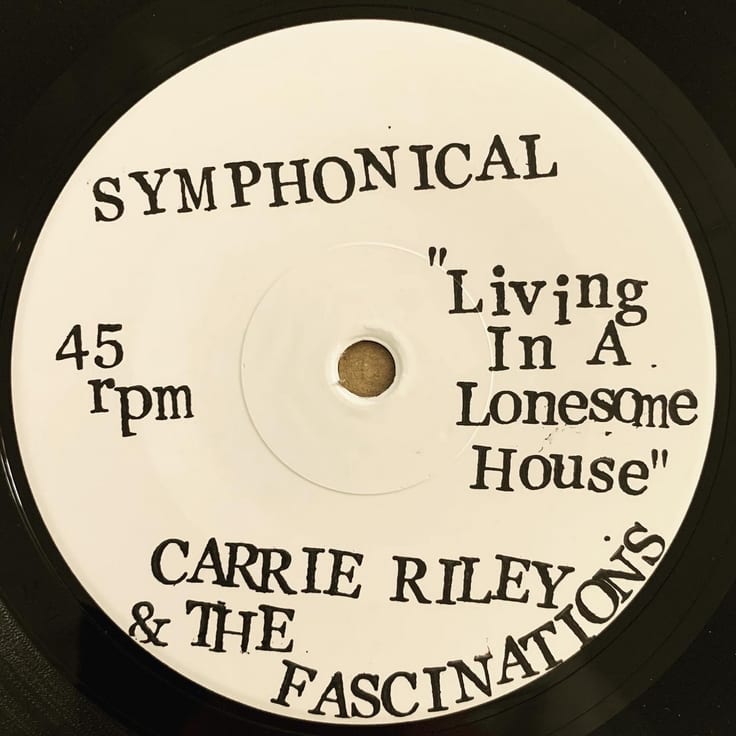 SYMPHONICAL
45
rpm
"Living
In A
Lonesome
House"
CARRIE RILEY
& THE
FASCINATIONS